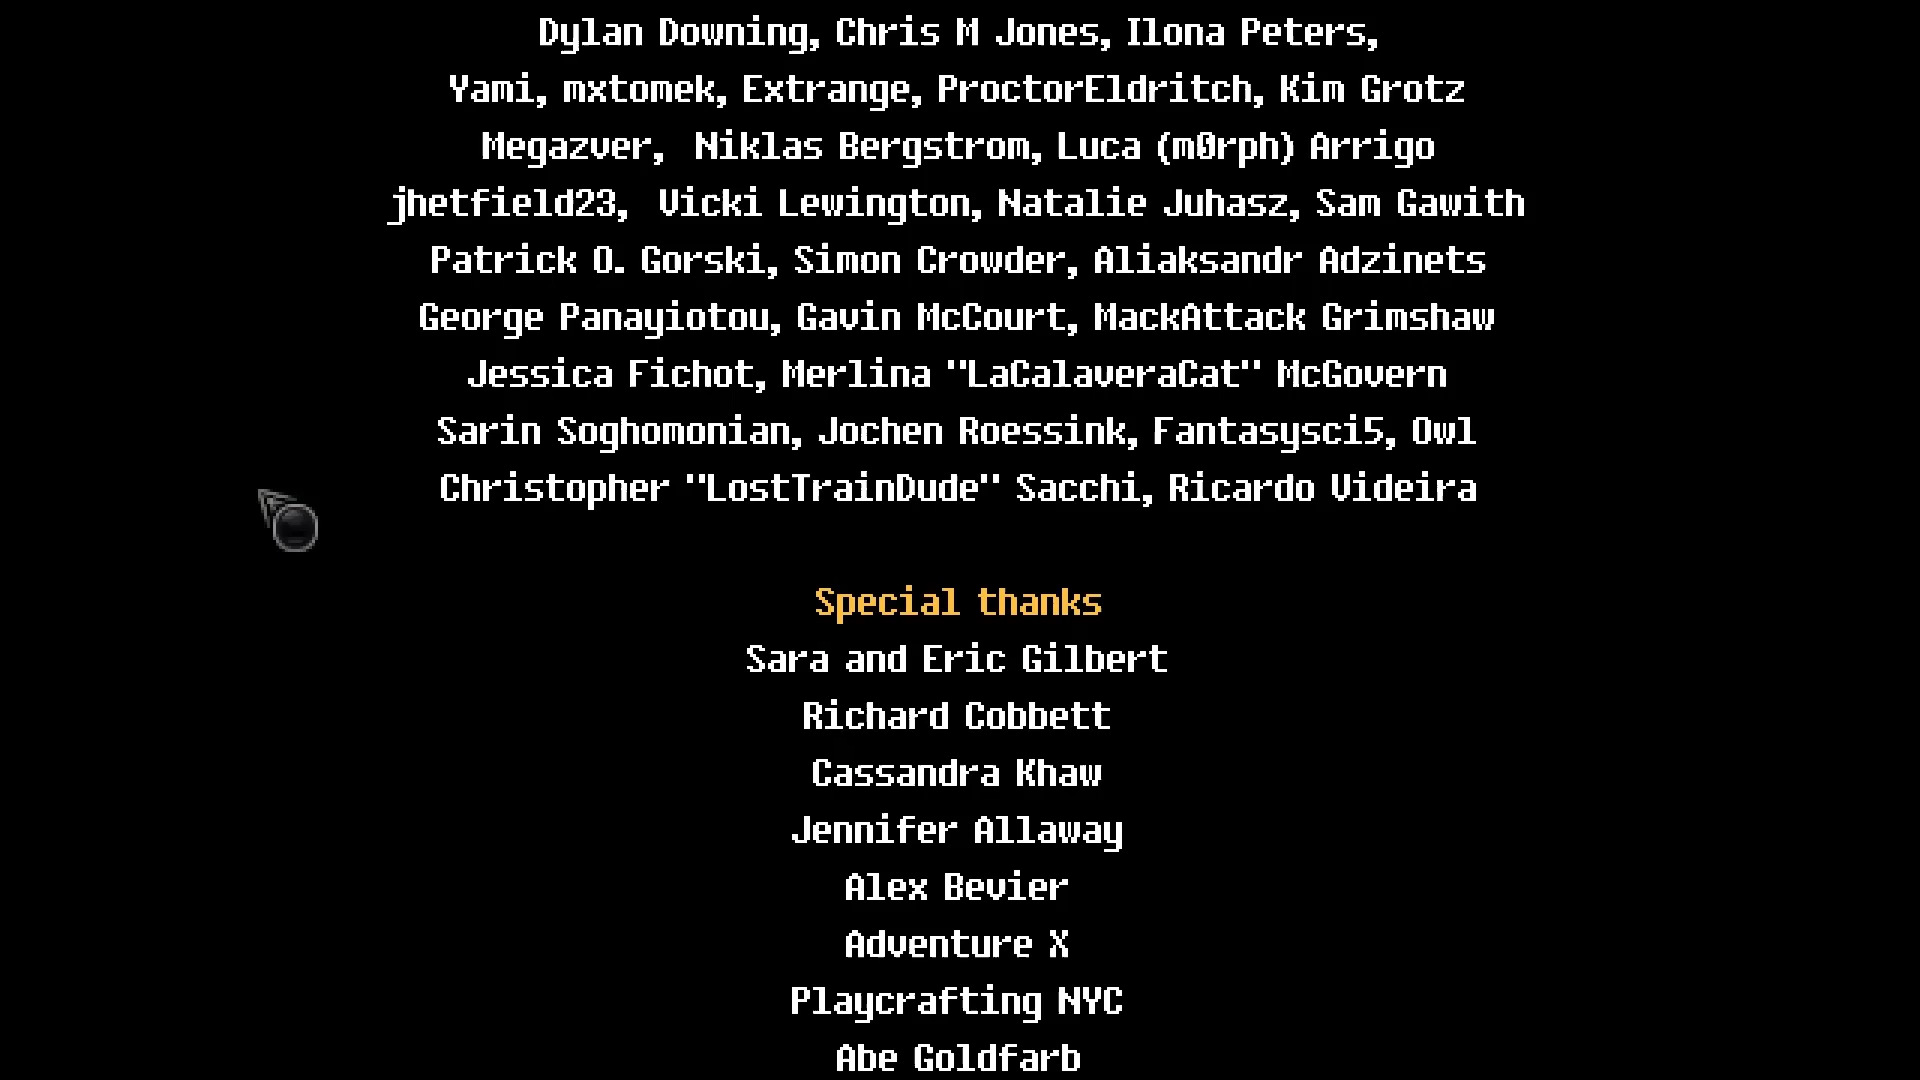 Dylan Downing, Chris M Jones, Ilona Peters,
Yami, mxtomek, Extrange, ProctorEldritch, Kim Grotz
Megazver, Niklas Bergstrom, Luca (m0rph) Arrigo
jhetfield23, Vicki Lewington, Natalie Juhasz, Sam Gawith
Patrick O. Gorski, Simon Crowder, Aliaksandr Adzinets
George Panayiotou, Gavin McCourt, MackAttack Grimshaw
Jessica Fichot, Merlina "LaCalaveraCat" McGovern
Sarin Soghomonian, Jochen Roessink, Fantasysci5, Owl
Christopher "LostTrainDude" Sacchi, Ricardo Videira
Special thanks
Sara and Eric Gilbert
Richard Cobbett
Cassandra Khaw
Jennifer Allaway
Alex Bevier
Adventure X
Playcrafting NYC
Abe Goldfarb